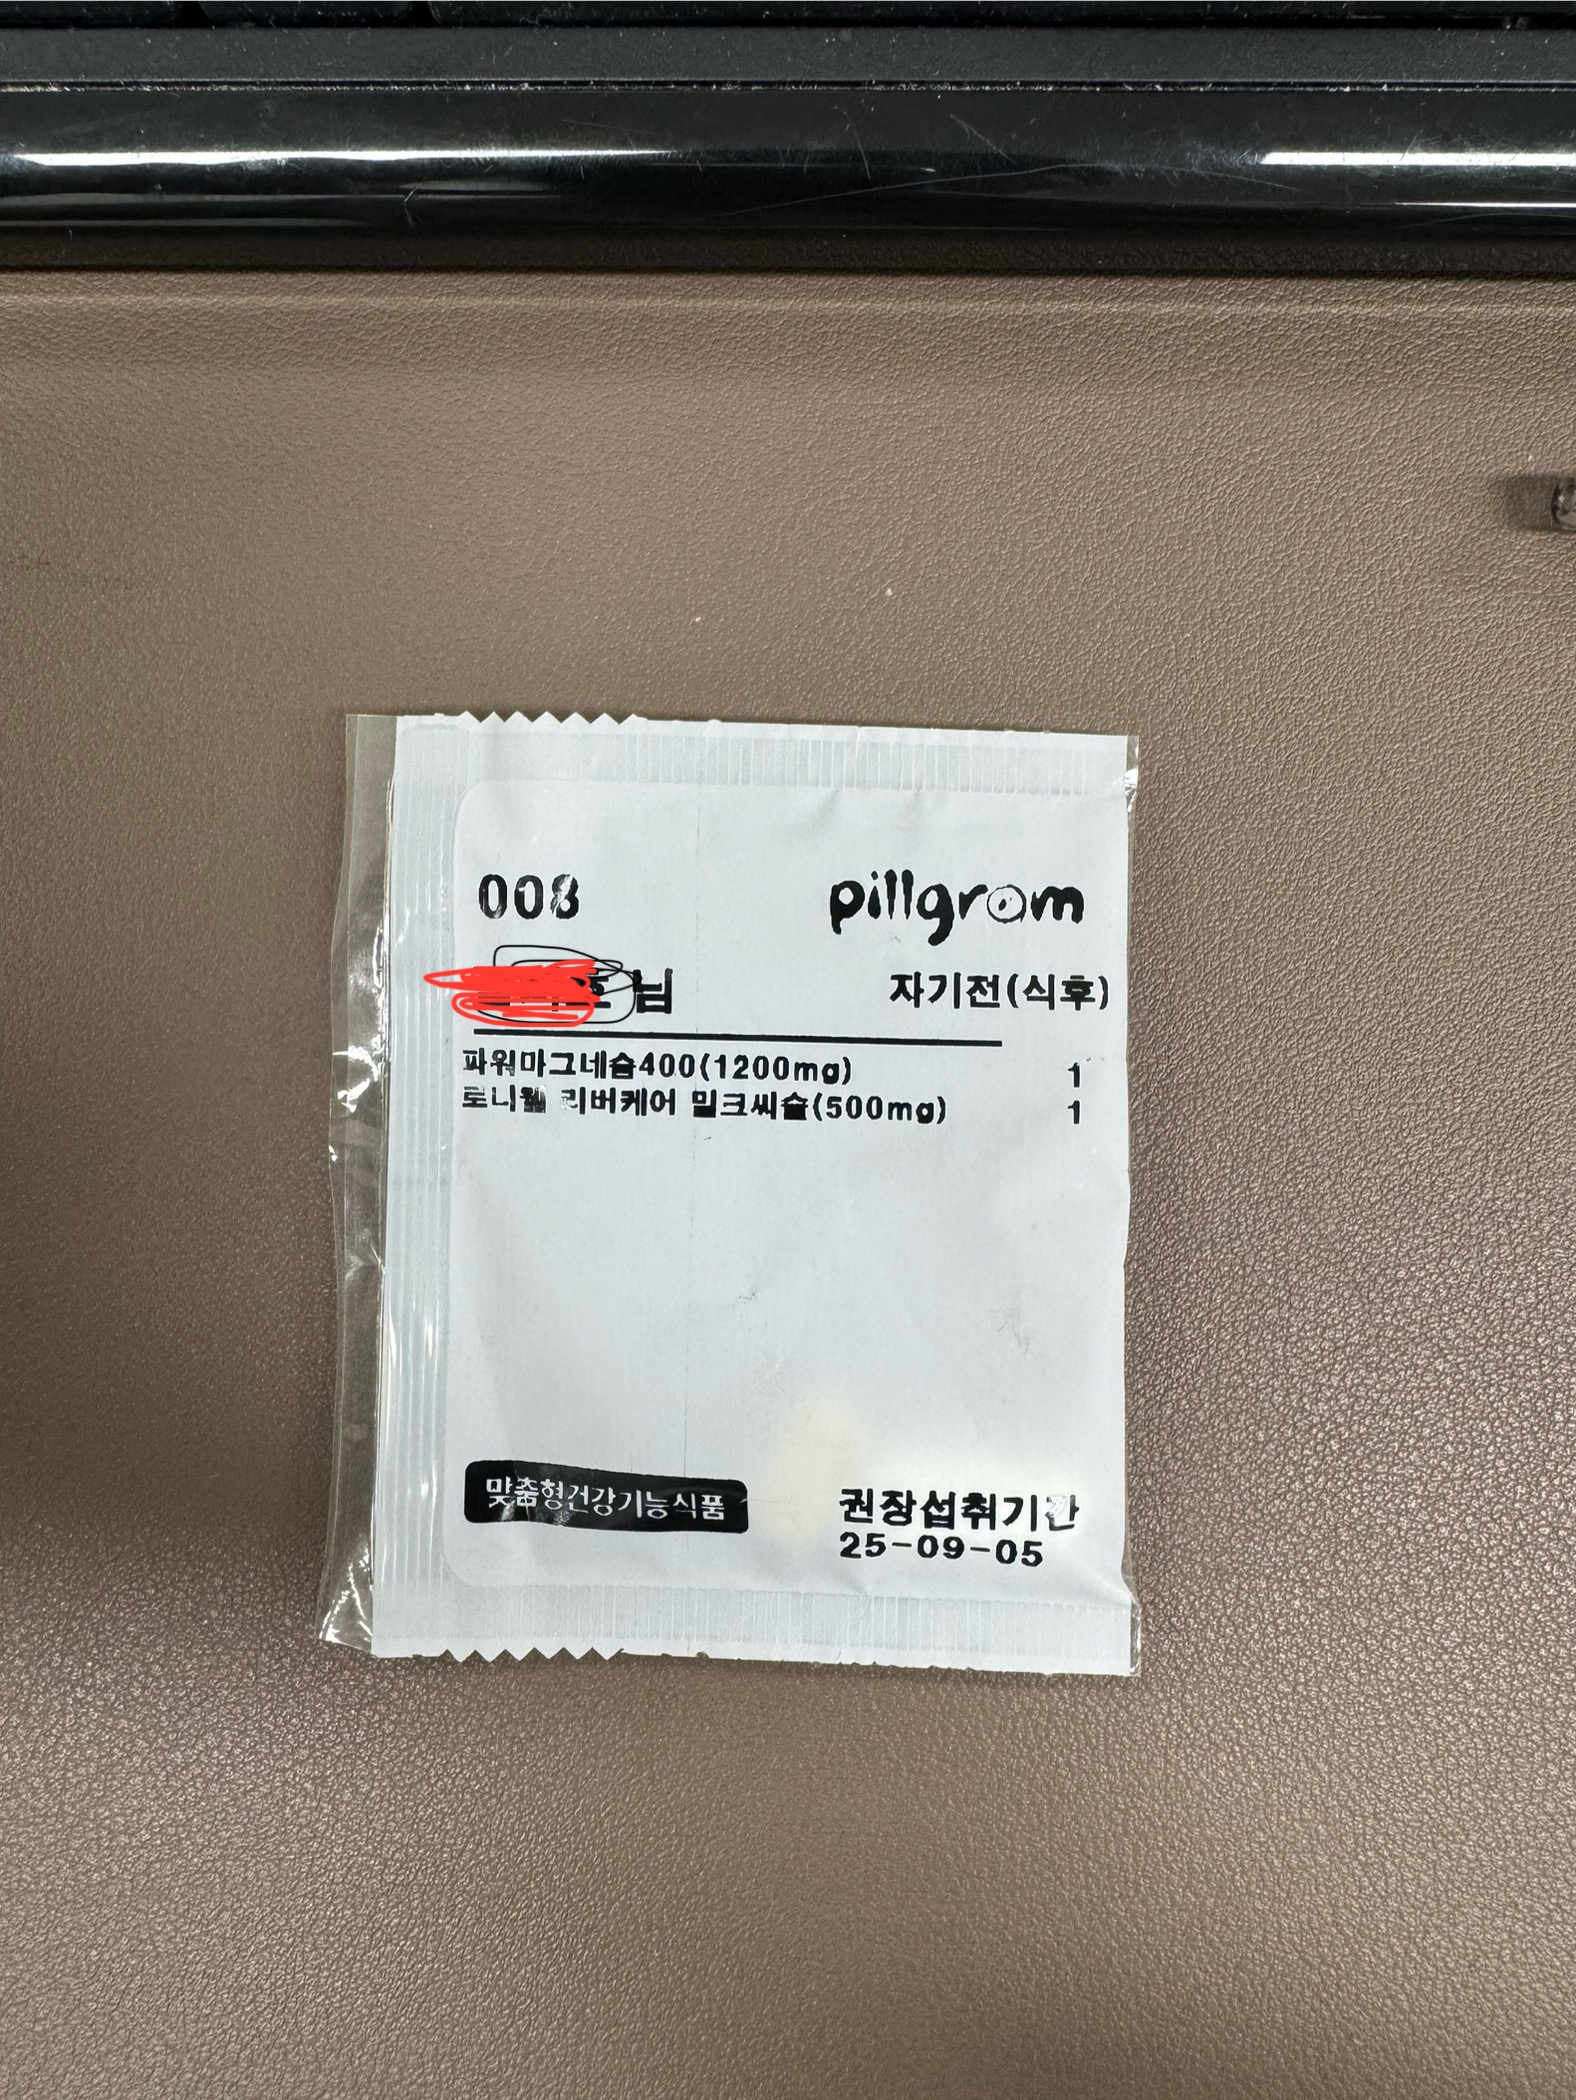 008
pillgrom
님
자기전(식후)
파워마그네슘400(1200mg) 1
토니웰 리버케어 밀크씨슬(500mg) 1
맞춤형건강기능식품
권장섭취기간
25-09-05